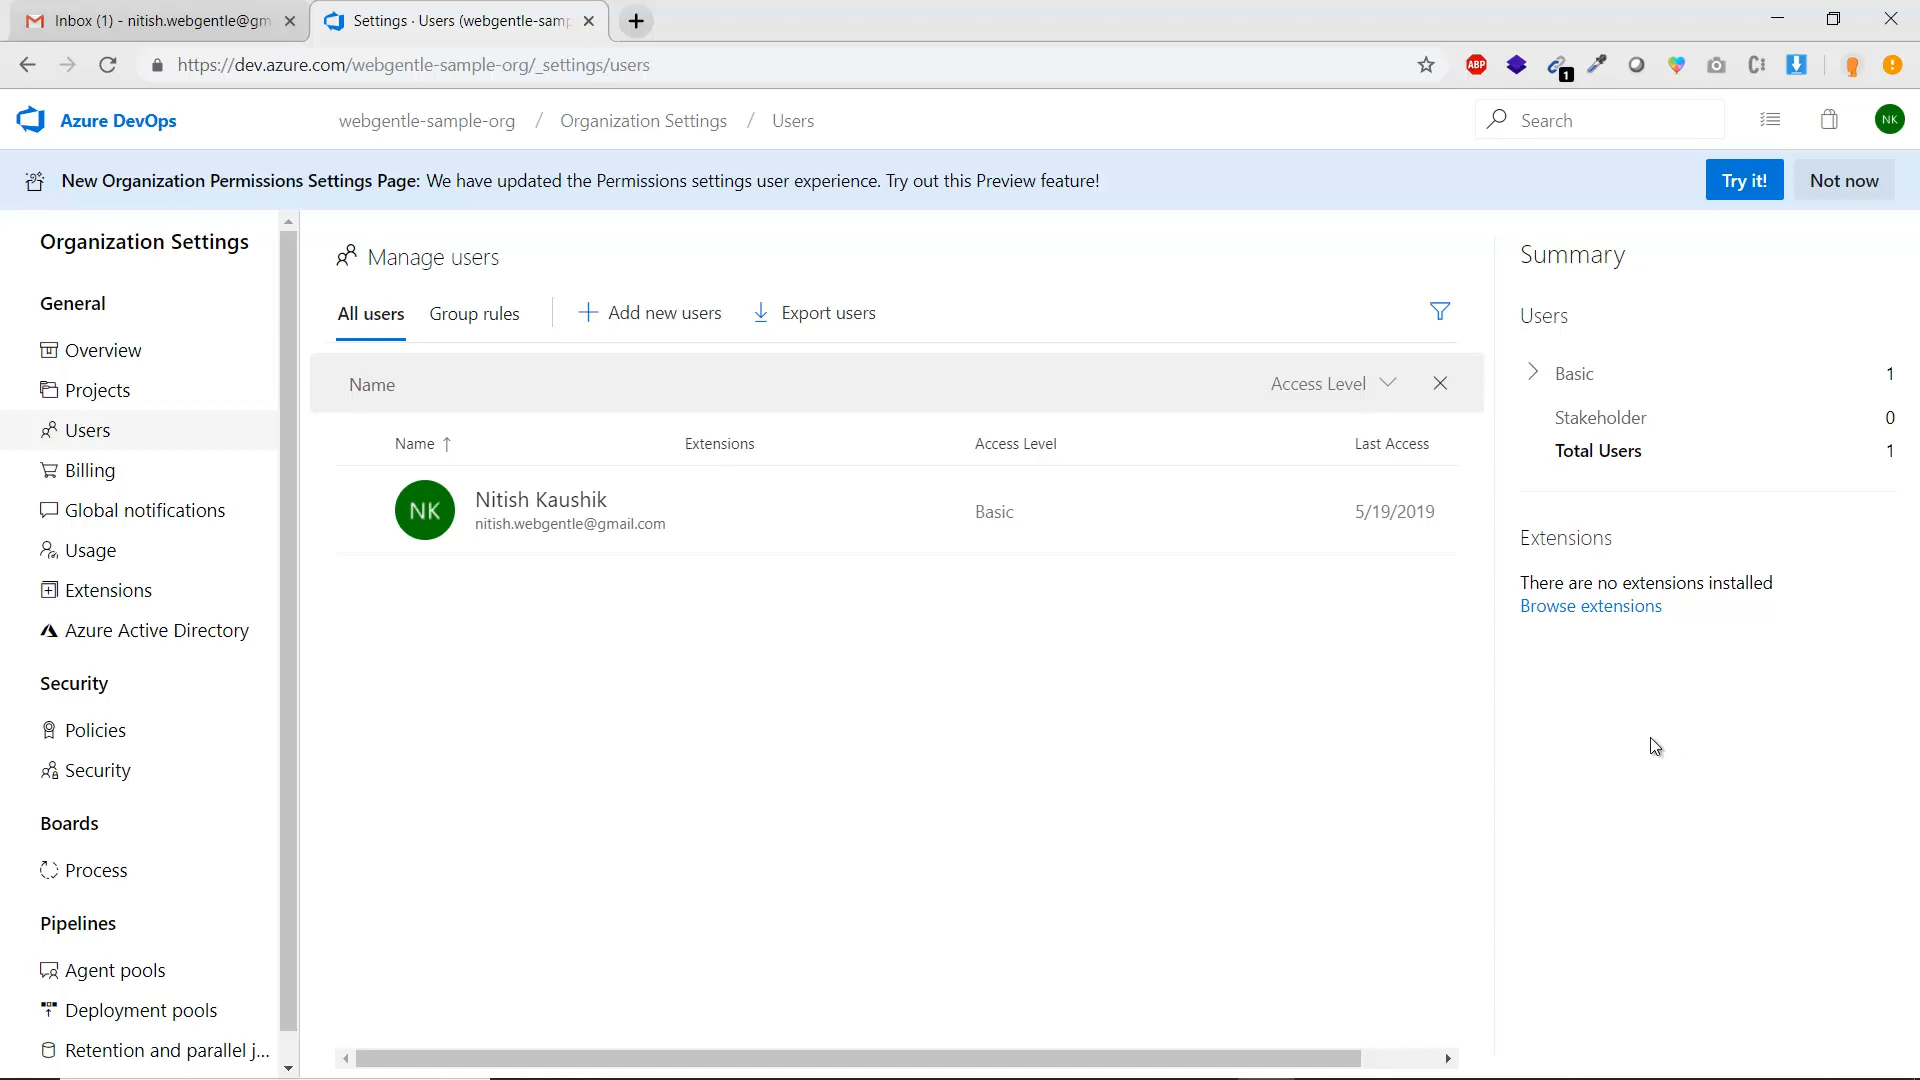 Inbox (1) - nitish.webgentle@gm
Settings · Users (webgentle-samp
https://dev.azure.com/webgentle-sample-org/_settings/users
ABP
1
Azure DevOps
webgentle-sample-org / Organization Settings / Users
Search
NK
New Organization Permissions Settings Page: We have updated the Permissions settings user experience. Try out this Preview feature!
Try it!
Not now
Organization Settings
General
Overview
Projects
Users
Billing
Global notifications
Usage
Extensions
Azure Active Directory
Security
Policies
Security
Boards
Process
Pipelines
Agent pools
Deployment pools
Retention and parallel j...
Manage users
All users
Group rules
Add new users
Export users
Name
Access Level
Name
Extensions
Access Level
Last Access
NK
Nitish Kaushik
nitish.webgentle@gmail.com
Basic
5/19/2019
Summary
Users
Basic 1
Stakeholder 0
Total Users 1
Extensions
There are no extensions installed
Browse extensions